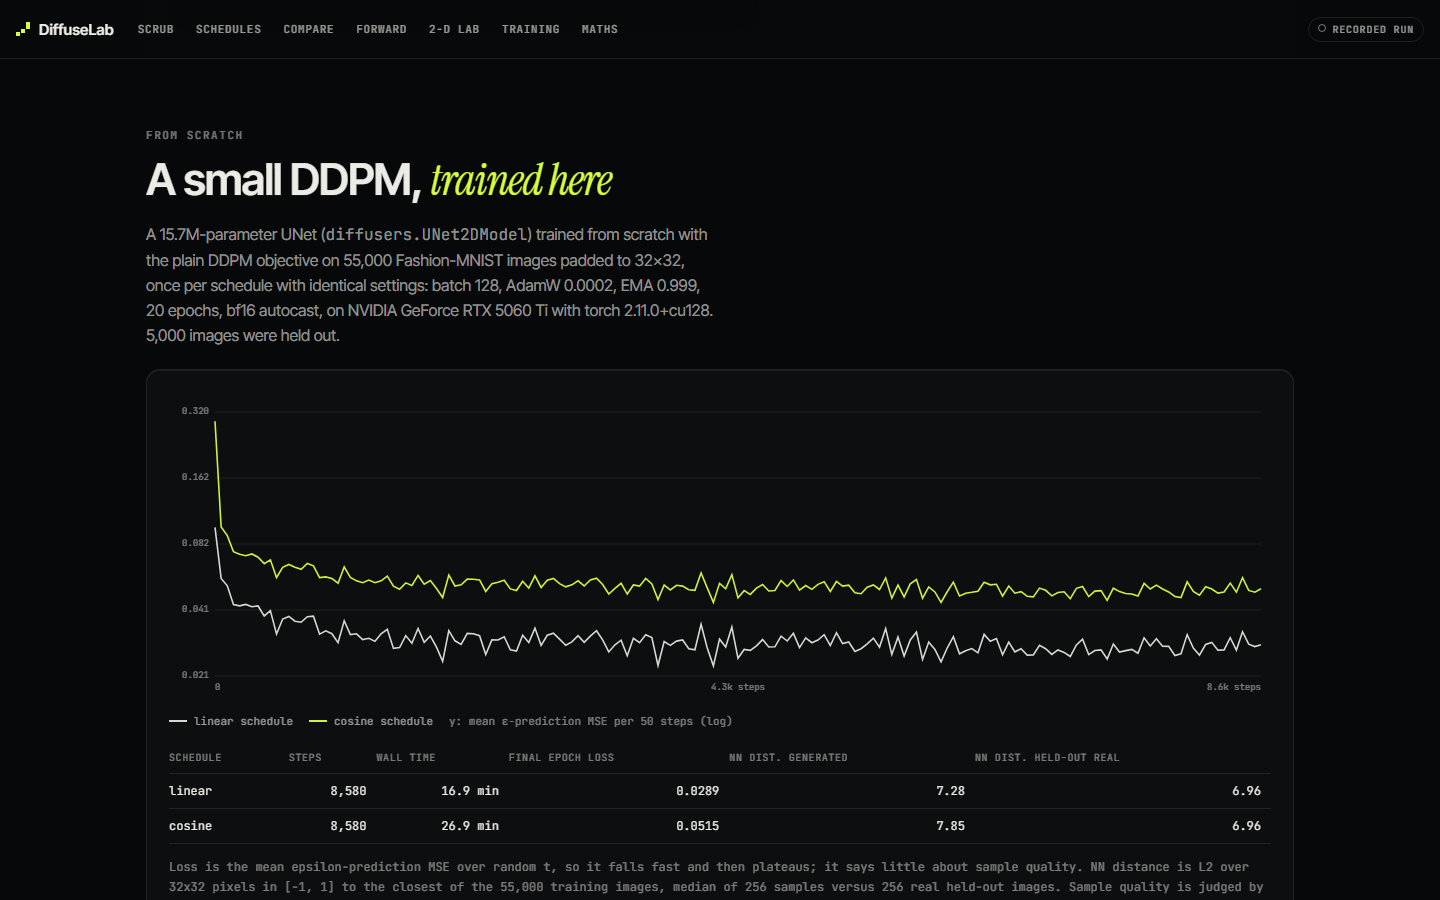 DiffuseLab SCRUB SCHEDULES COMPARE FORWARD 2-D LAB TRAINING MATHS RECORDED RUN
FROM SCRATCH
A small DDPM, trained here
A 15.7M-parameter UNet (diffusers.UNet2DModel) trained from scratch with
the plain DDPM objective on 55,000 Fashion-MNIST images padded to 32×32,
once per schedule with identical settings: batch 128, AdamW 0.0002, EMA 0.999,
20 epochs, bf16 autocast, on NVIDIA GeForce RTX 5060 Ti with torch 2.11.0+cu128.
5,000 images were held out.
0.320
0.162
0.082
0.041
0.021
0 4.3k steps 8.6k steps
linear schedule cosine schedule y: mean ε-prediction MSE per 50 steps (log)
SCHEDULE STEPS WALL TIME FINAL EPOCH LOSS NN DIST. GENERATED NN DIST. HELD-OUT REAL
linear 8,580 16.9 min 0.0289 7.28 6.96
cosine 8,580 26.9 min 0.0515 7.85 6.96
Loss is the mean epsilon-prediction MSE over random t, so it falls fast and then plateaus; it says little about sample quality. NN distance is L2 over
32x32 pixels in [-1, 1] to the closest of the 55,000 training images, median of 256 samples versus 256 real held-out images. Sample quality is judged by